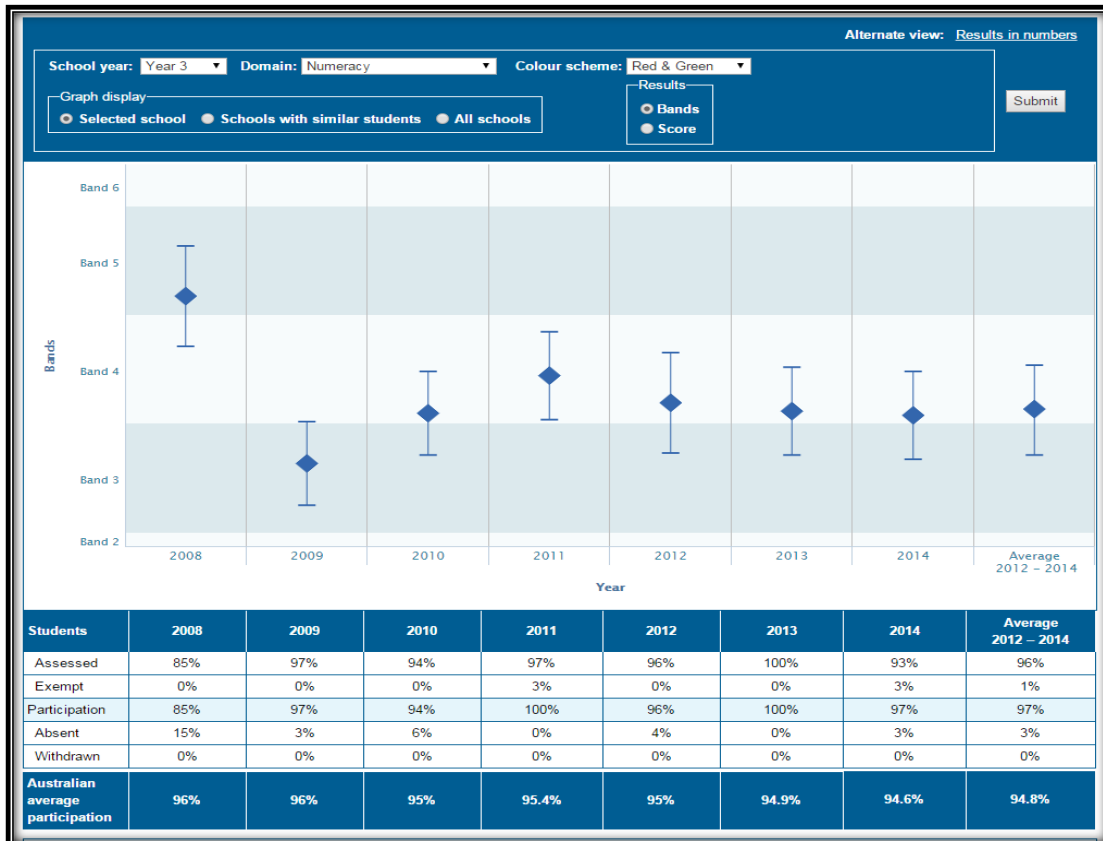 Alternate view: Results in numbers
School year: Year 3 Domain: Numeracy Colour scheme: Red & Green
Graph display
Selected school Schools with similar students All schools
Results
Bands
Score
Submit
Band 6
Band 5
Band 4
Band 3
Band 2
Bands
2008 2009 2010 2011 2012 2013 2014 Average
2012 – 2014
Year
Students 2008 2009 2010 2011 2012 2013 2014 Average
2012 – 2014
Assessed 85% 97% 94% 97% 96% 100% 93% 96%
Exempt 0% 0% 0% 3% 0% 0% 3% 1%
Participation 85% 97% 94% 100% 96% 100% 97% 97%
Absent 15% 3% 6% 0% 4% 0% 3% 3%
Withdrawn 0% 0% 0% 0% 0% 0% 0% 0%
Australian
average
participation 96% 96% 95% 95.4% 95% 94.9% 94.6% 94.8%